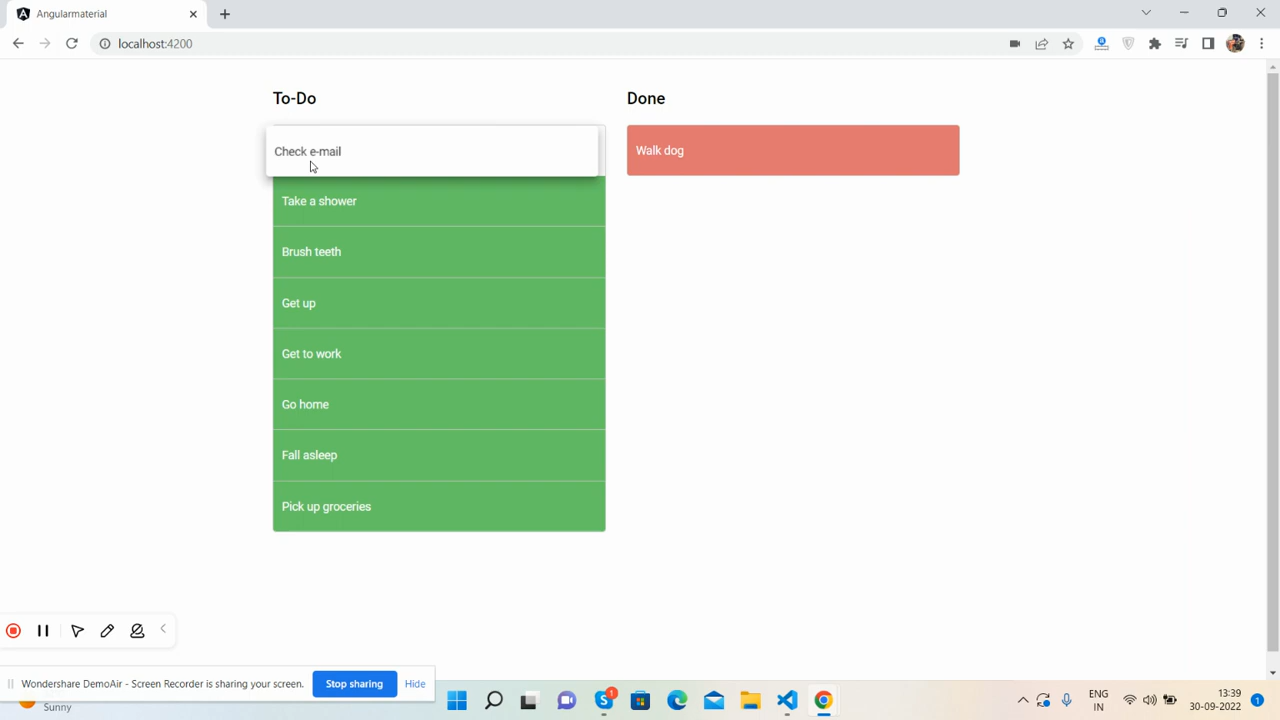 Angularmaterial
localhost:4200
To-Do
Done
Check e-mail
Walk dog
Take a shower
Brush teeth
Get up
Get to work
Go home
Fall asleep
Pick up groceries
Wondershare DemoAir - Screen Recorder is sharing your screen.
Stop sharing
Hide
Sunny
1
ENG
IN
13:39
30-09-2022
1